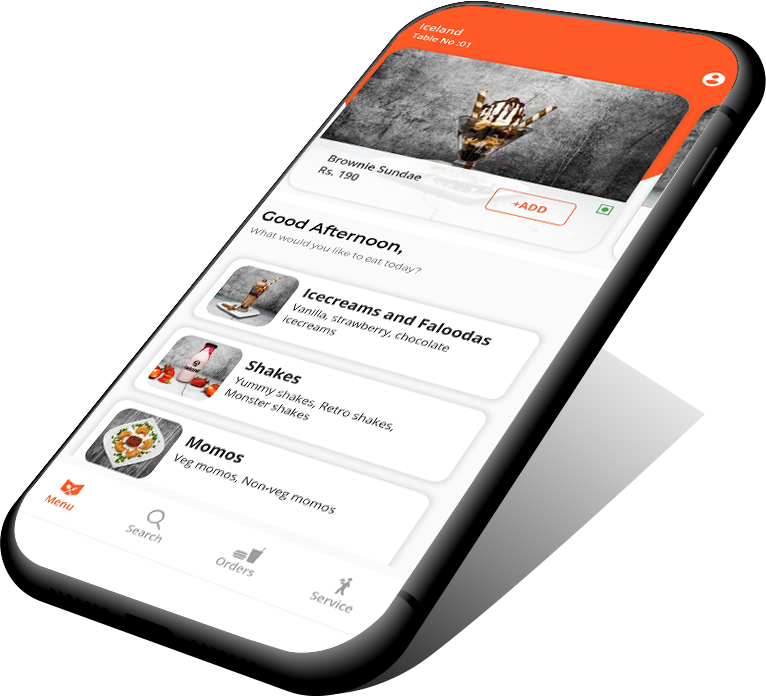 Iceland
Table No :01
Brownie Sundae
Rs. 190
+ADD
Good Afternoon,
What would you like to eat today?
Icecreams and Faloodas
Vanilla, strawberry, chocolate
icecreams
Shakes
Yummy shakes, Retro shakes,
Monster shakes
Momos
Veg momos, Non-veg momos
Menu
Search
Orders
Service